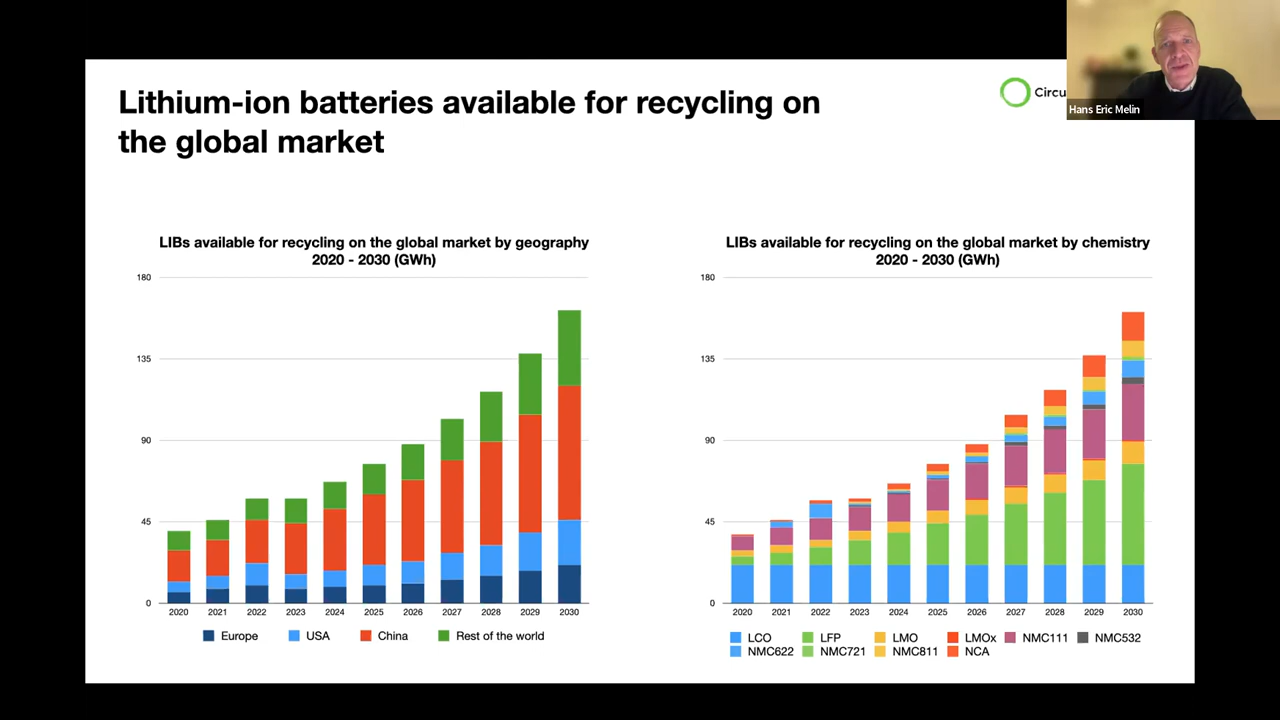 Lithium-ion batteries available for recycling on
the global market
Circu
Hans Eric Melin
LIBs available for recycling on the global market by geography
2020 - 2030 (GWh)
180
135
90
45
0
2020 2021 2022 2023 2024 2025 2026 2027 2028 2029 2030
Europe USA China Rest of the world
LIBs available for recycling on the global market by chemistry
2020 - 2030 (GWh)
180
135
90
45
0
2020 2021 2022 2023 2024 2025 2026 2027 2028 2029 2030
LCO LFP LMO LMOx NMC111 NMC532
NMC622 NMC721 NMC811 NCA